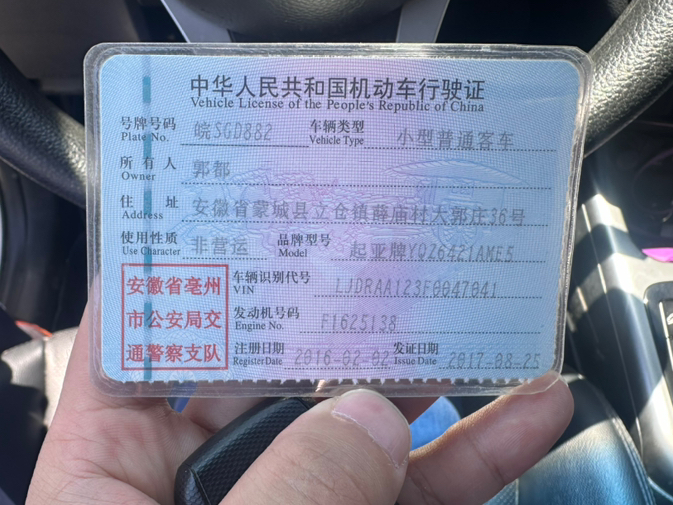 中华人民共和国机动车行驶证
Vehicle License of the People's Republic of China
号牌号码 Plate No. 皖SGD882 车辆类型 Vehicle Type 小型普通客车
所有人 Owner 郭都
住址 Address 安徽省蒙城县立仓镇薛庙村大郭庄36号
使用性质 Use Character 非营运 品牌型号 Model 起亚牌YQZ6421AME5
车辆识别代号 VIN LJDRAA123F0047041
发动机号码 Engine No. F1625138
注册日期 Register Date 2016-02-02 发证日期 Issue Date 2017-08-25
安徽省亳州
市公安局交
通警察支队